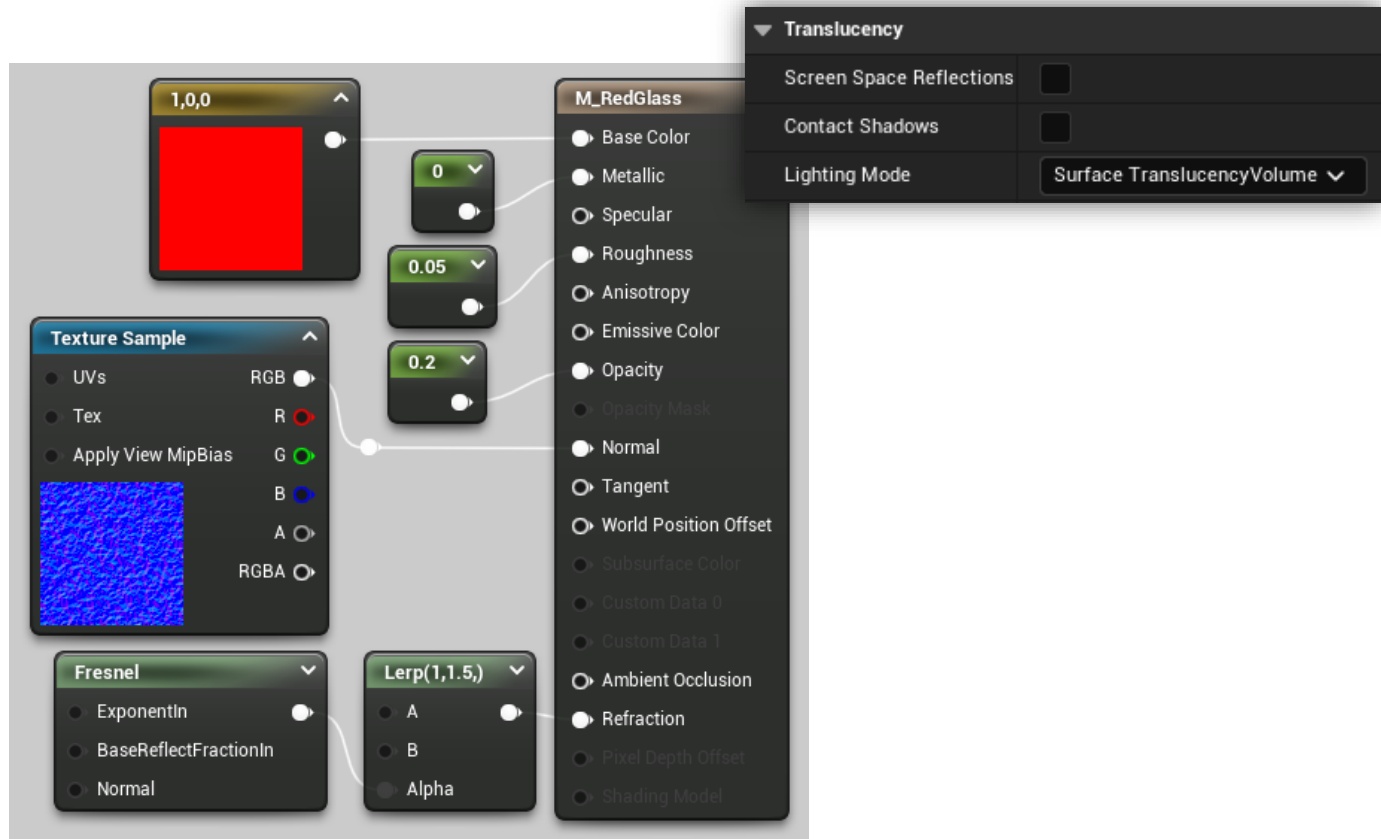 Translucency
Screen Space Reflections
Contact Shadows
Lighting Mode
Surface TranslucencyVolume
1,0,0
0
0.05
0.2
Texture Sample
UVs
RGB
Tex
R
Apply View MipBias
G
B
A
RGBA
Fresnel
ExponentIn
BaseReflectFractionIn
Normal
Lerp(1,1.5,)
A
B
Alpha
M_RedGlass
Base Color
Metallic
Specular
Roughness
Anisotropy
Emissive Color
Opacity
Opacity Mask
Normal
Tangent
World Position Offset
Subsurface Color
Custom Data 0
Custom Data 1
Ambient Occlusion
Refraction
Pixel Depth Offset
Shading Model